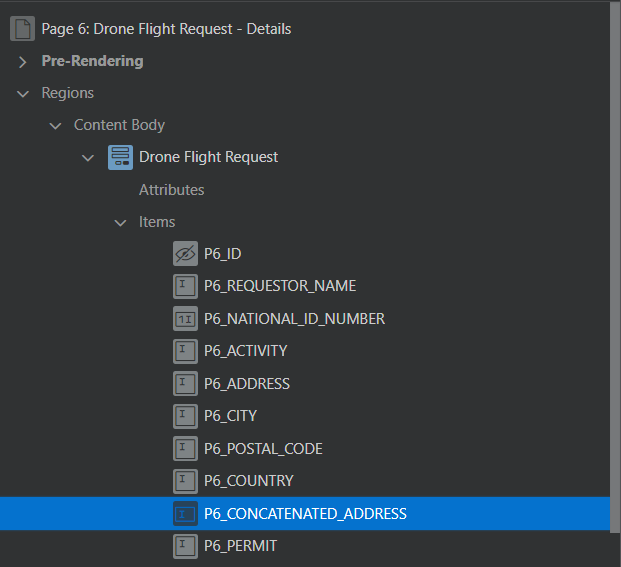 Page 6: Drone Flight Request - Details
Pre-Rendering
Regions
Content Body
Drone Flight Request
Attributes
Items
P6_ID
P6_REQUESTOR_NAME
P6_NATIONAL_ID_NUMBER
P6_ACTIVITY
P6_ADDRESS
P6_CITY
P6_POSTAL_CODE
P6_COUNTRY
P6_CONCATENATED_ADDRESS
P6_PERMIT